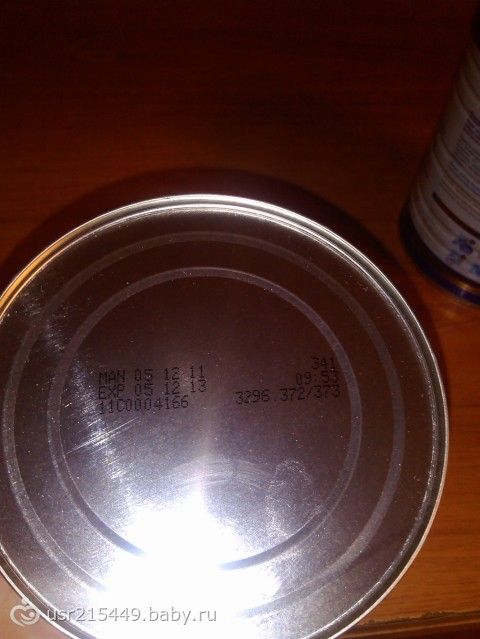 MAN 05 12 11
EXP 05 12 13
11C0004166
341
09:53
3296.372/373
usr215449.baby.ru